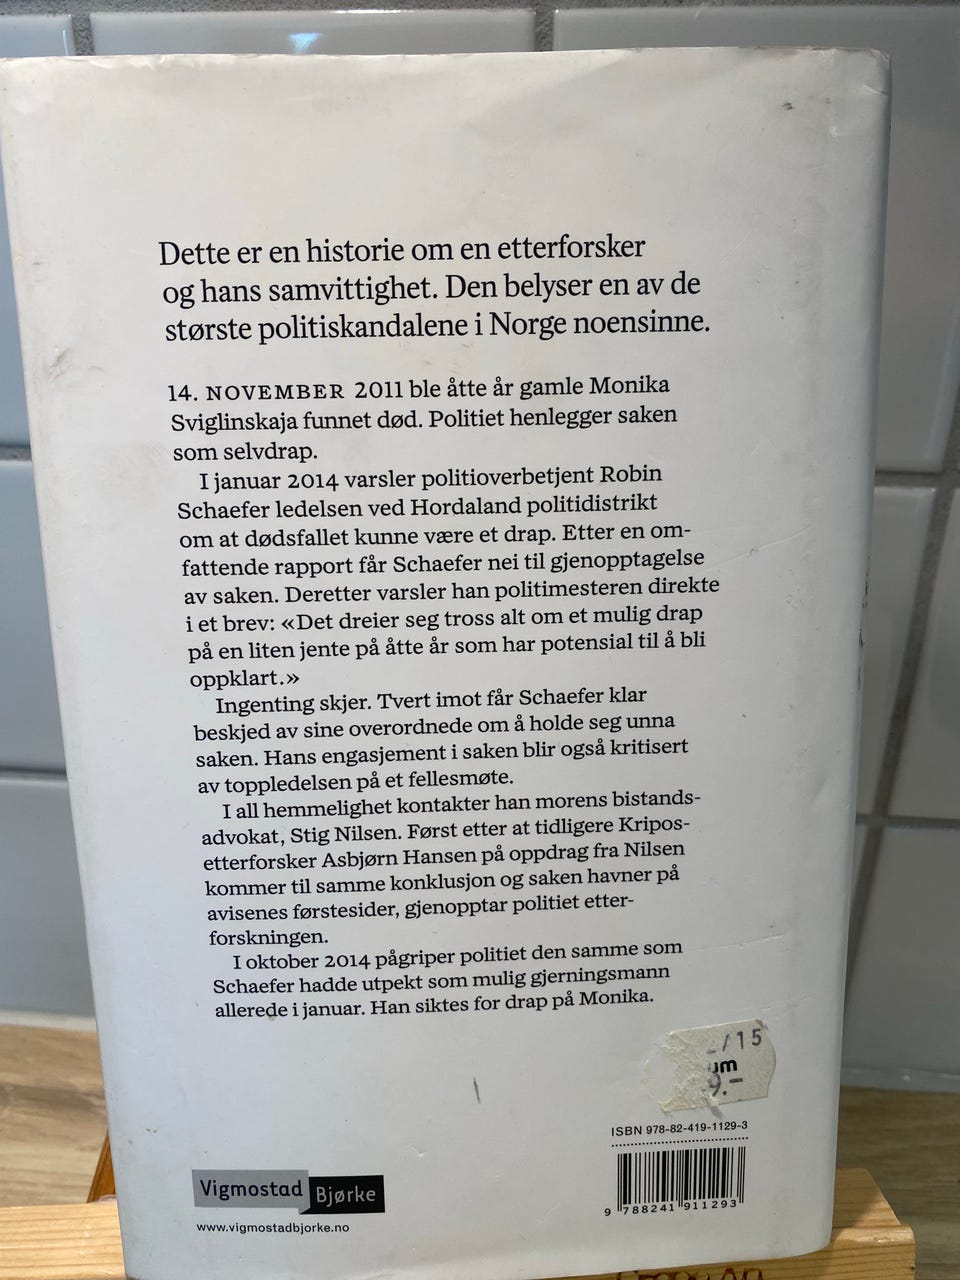 Dette er en historie om en etterforsker
og hans samvittighet. Den belyser en av de
største politiskandalene i Norge noensinne.
14. NOVEMBER 2011 ble åtte år gamle Monika
Sviglinskaja funnet død. Politiet henlegger saken
som selvdrap.
I januar 2014 varsler politioverbetjent Robin
Schaefer ledelsen ved Hordaland politidistrikt
om at dødsfallet kunne være et drap. Etter en om-
fattende rapport får Schaefer nei til gjenopptagelse
av saken. Deretter varsler han politimesteren direkte
i et brev: «Det dreier seg tross alt om et mulig drap
på en liten jente på åtte år som har potensial til å bli
oppklart.»
Ingenting skjer. Tvert imot får Schaefer klar
beskjed av sine overordnede om å holde seg unna
saken. Hans engasjement i saken blir også kritisert
av toppledelsen på et fellesmøte.
I all hemmelighet kontakter han morens bistands-
advokat, Stig Nilsen. Først etter at tidligere Kripos-
etterforsker Asbjørn Hansen på oppdrag fra Nilsen
kommer til samme konklusjon og saken havner på
avisenes førstesider, gjenopptar politiet etter-
forskningen.
I oktober 2014 pågriper politiet den samme som
Schaefer hadde utpekt som mulig gjerningsmann
allerede i januar. Han siktes for drap på Monika.
/15
um
9.-
ISBN 978-82-419-1129-3
9 788241 911293
Vigmostad
Bjørke
www.vigmostadbjorke.no